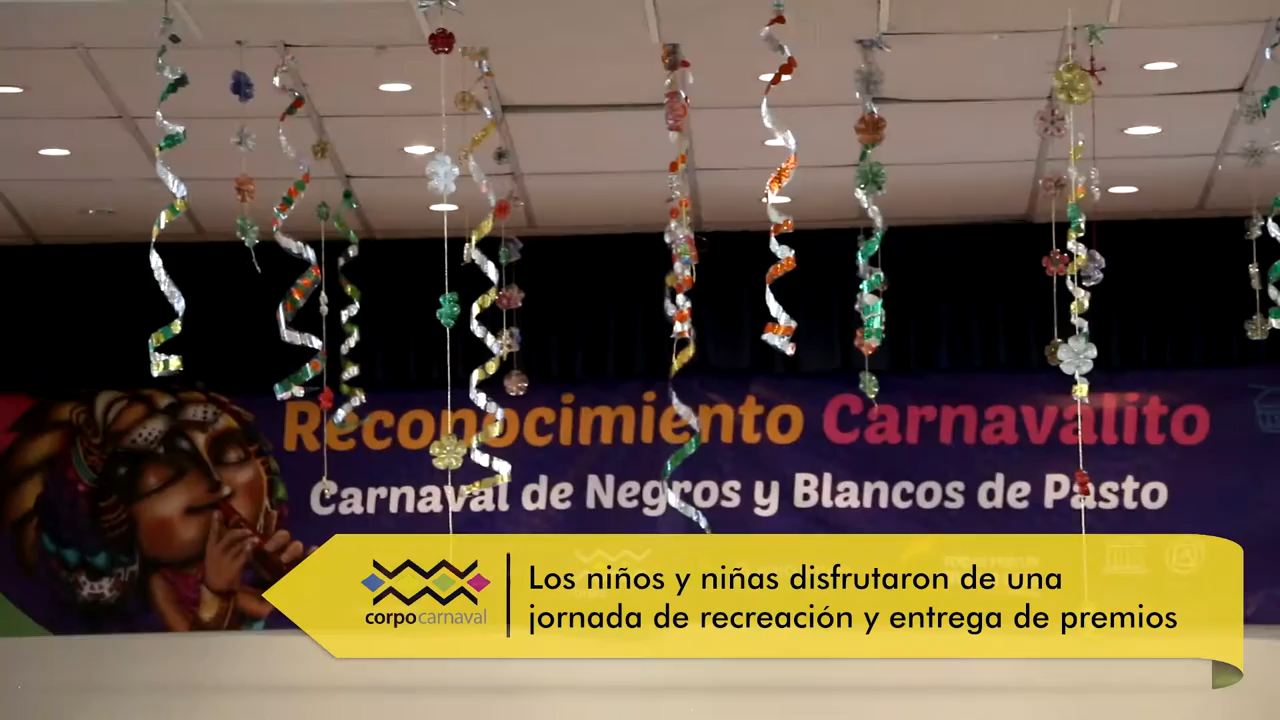 Reconocimiento Carnavalito
Carnaval de Negros y Blancos de Pasto
corpocarnaval
Los niños y niñas disfrutaron de una
jornada de recreación y entrega de premios